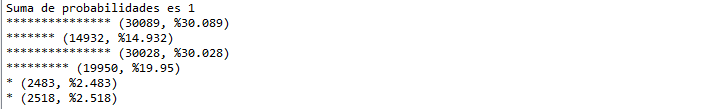 Suma de probabilidades es 1
*************** (30089, %30.089)
******* (14932, %14.932)
*************** (30028, %30.028)
********* (19950, %19.95)
* (2483, %2.483)
* (2518, %2.518)